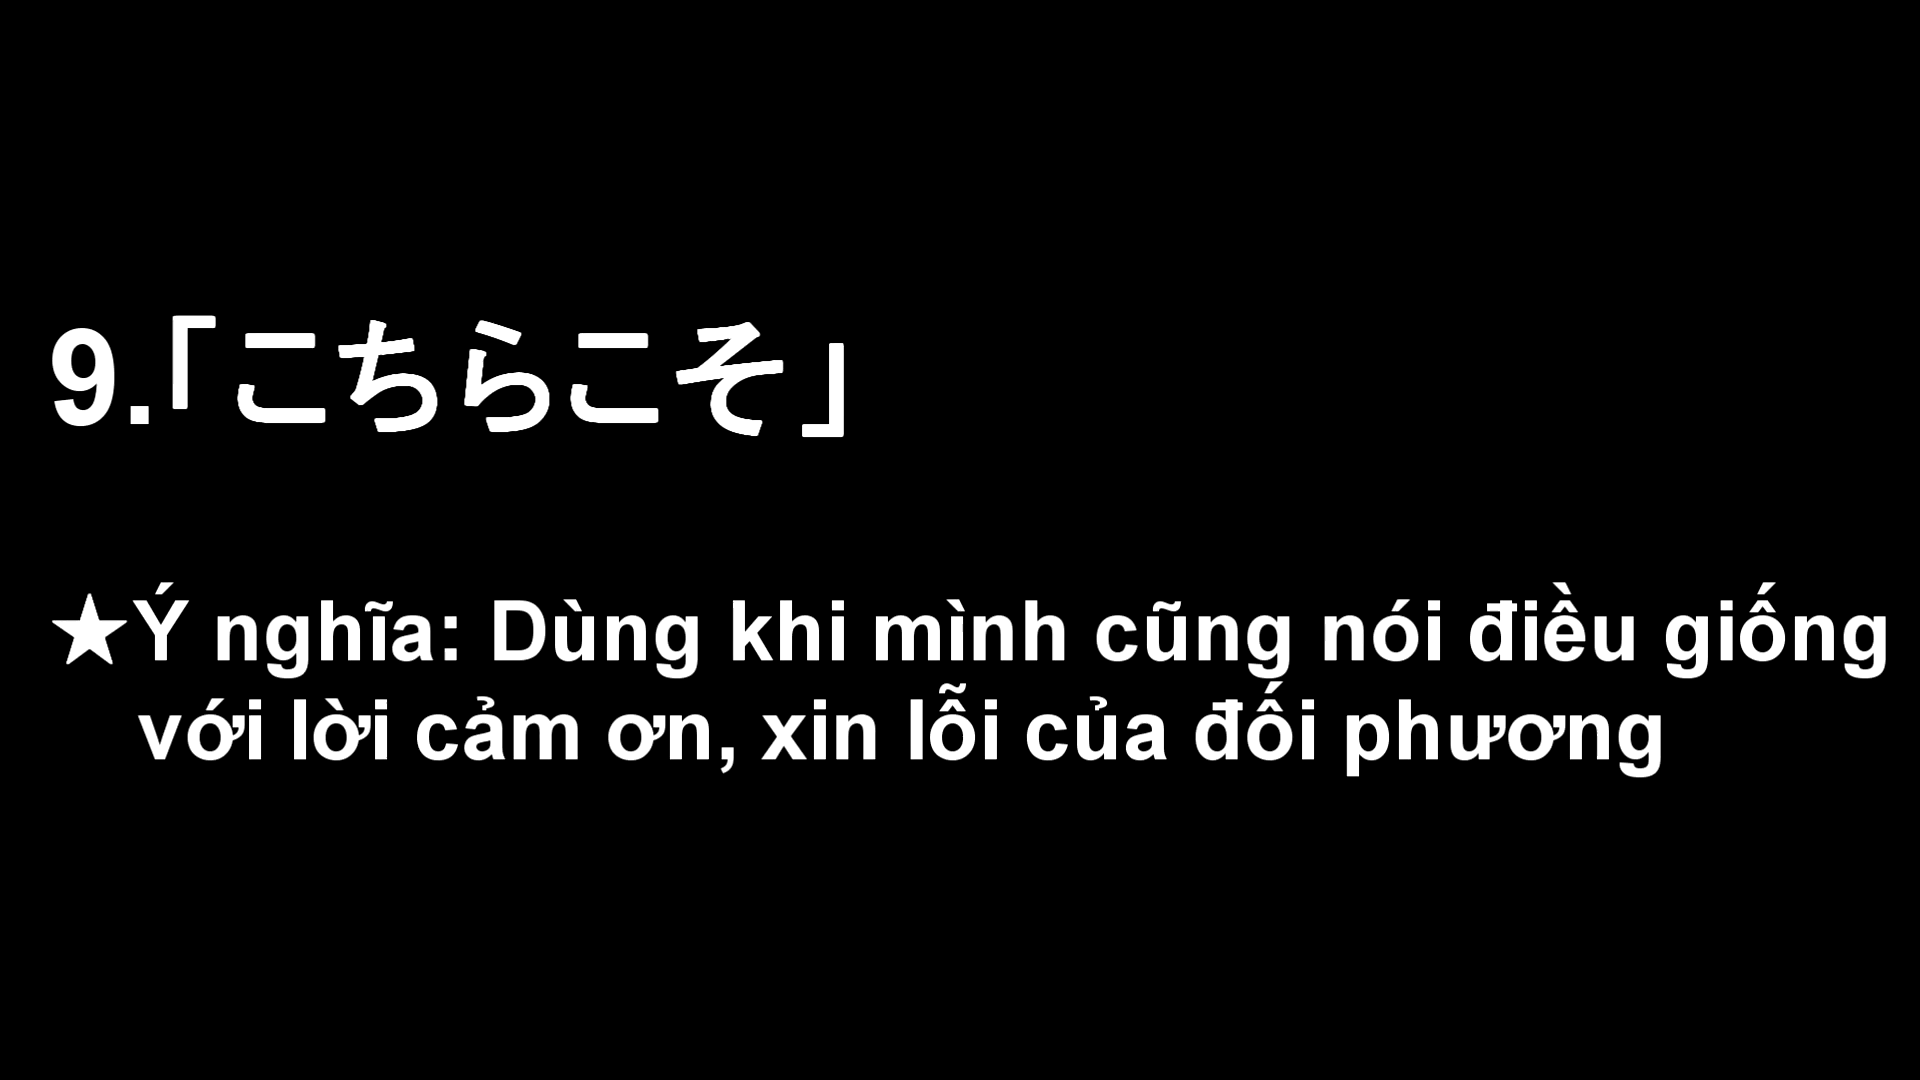 9.「こちらこそ」
★Ý nghĩa: Dùng khi mình cũng nói điều giống
với lời cảm ơn, xin lỗi của đối phương